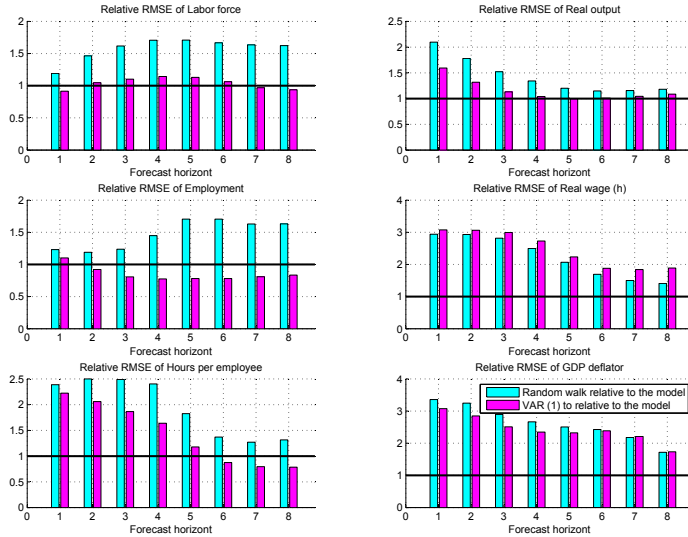 Relative RMSE of Labor force
2
1.5
1
0.5
0
0 1 2 3 4 5 6 7 8
Forecast horizont
Relative RMSE of Real output
2.5
2
1.5
1
0.5
0
0 1 2 3 4 5 6 7 8
Forecast horizont
Relative RMSE of Employment
2
1.5
1
0.5
0
0 1 2 3 4 5 6 7 8
Forecast horizont
Relative RMSE of Real wage (h)
4
3
2
1
0
0 1 2 3 4 5 6 7 8
Forecast horizont
Relative RMSE of Hours per employee
2.5
2
1.5
1
0.5
0
0 1 2 3 4 5 6 7 8
Forecast horizont
Relative RMSE of GDP deflator
4
3
2
1
0
Random walk relative to the model
VAR (1) to relative to the model
0 1 2 3 4 5 6 7 8
Forecast horizont